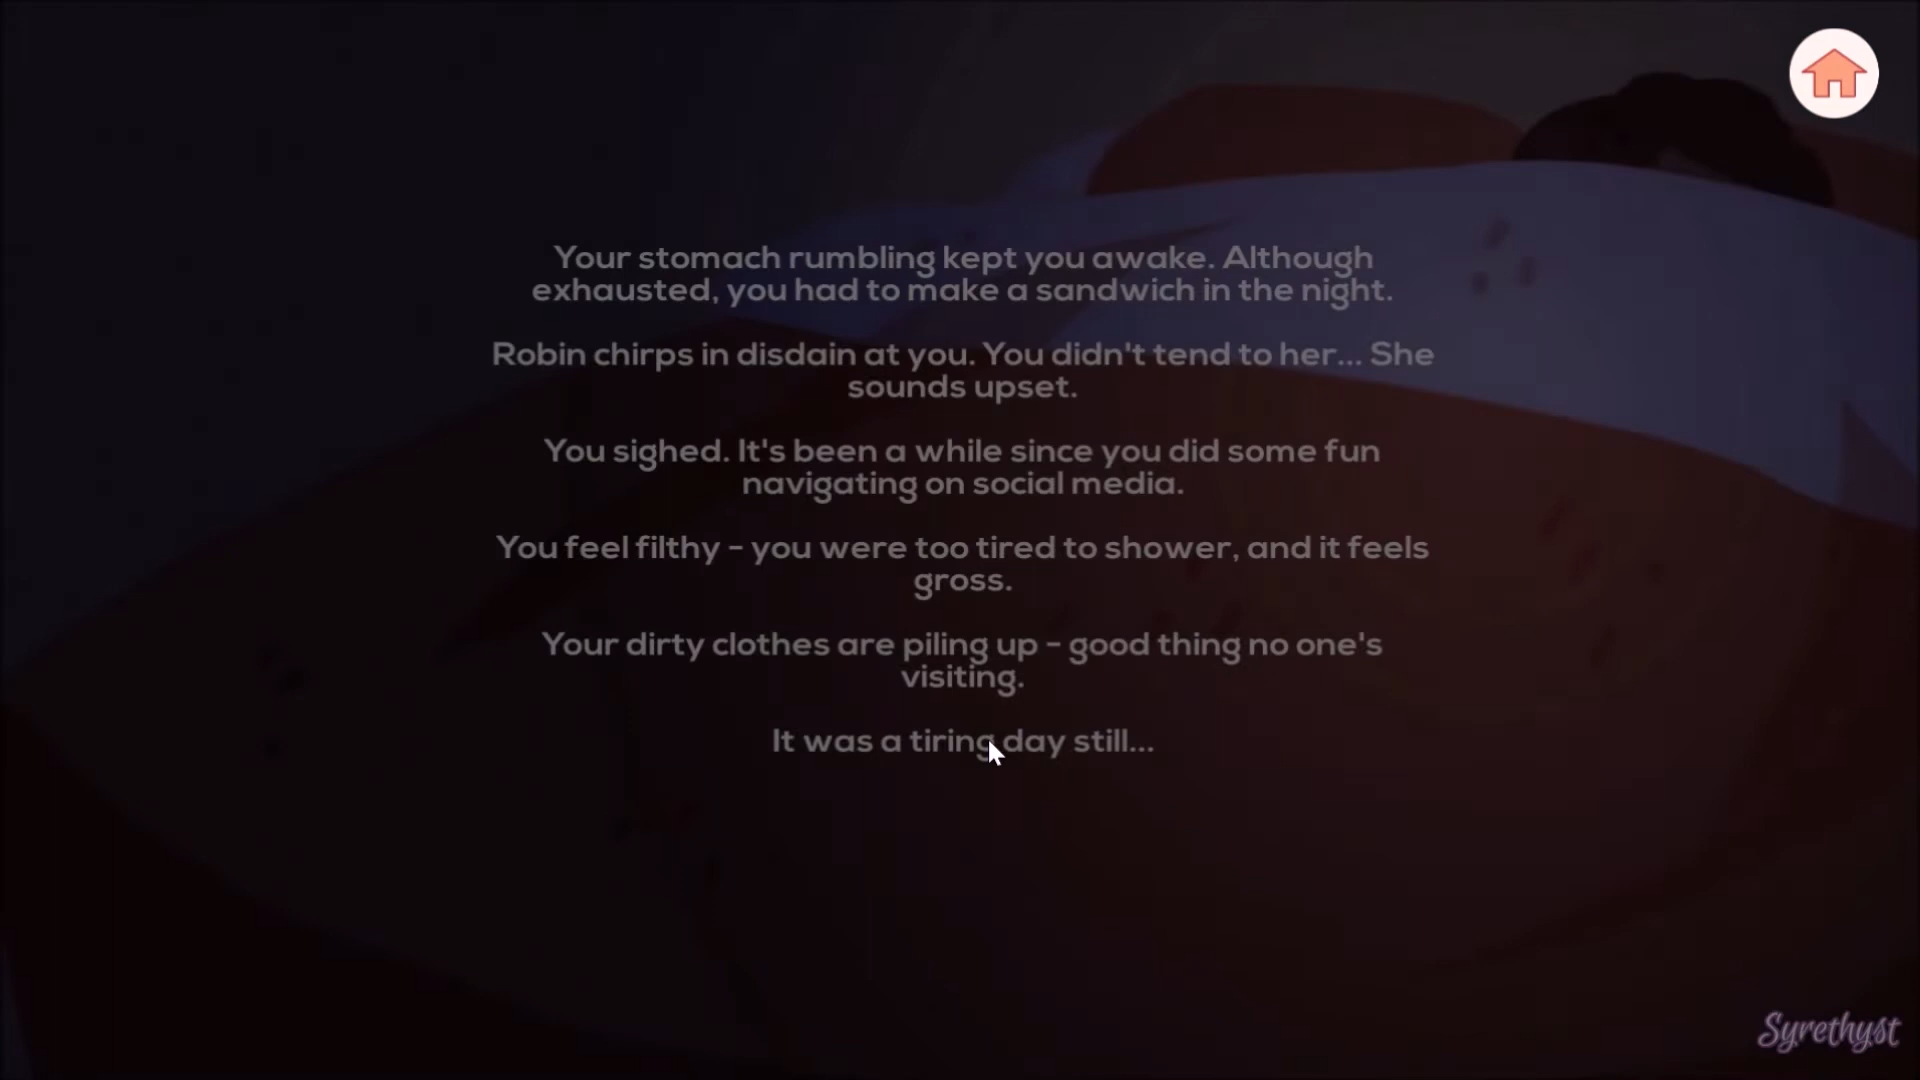 Your stomach rumbling kept you awake. Although
exhausted, you had to make a sandwich in the night.
Robin chirps in disdain at you. You didn't tend to her... She
sounds upset.
You sighed. It's been a while since you did some fun
navigating on social media.
You feel filthy - you were too tired to shower, and it feels
gross.
Your dirty clothes are piling up - good thing no one's
visiting.
It was a tiring day still...
Syrethyst